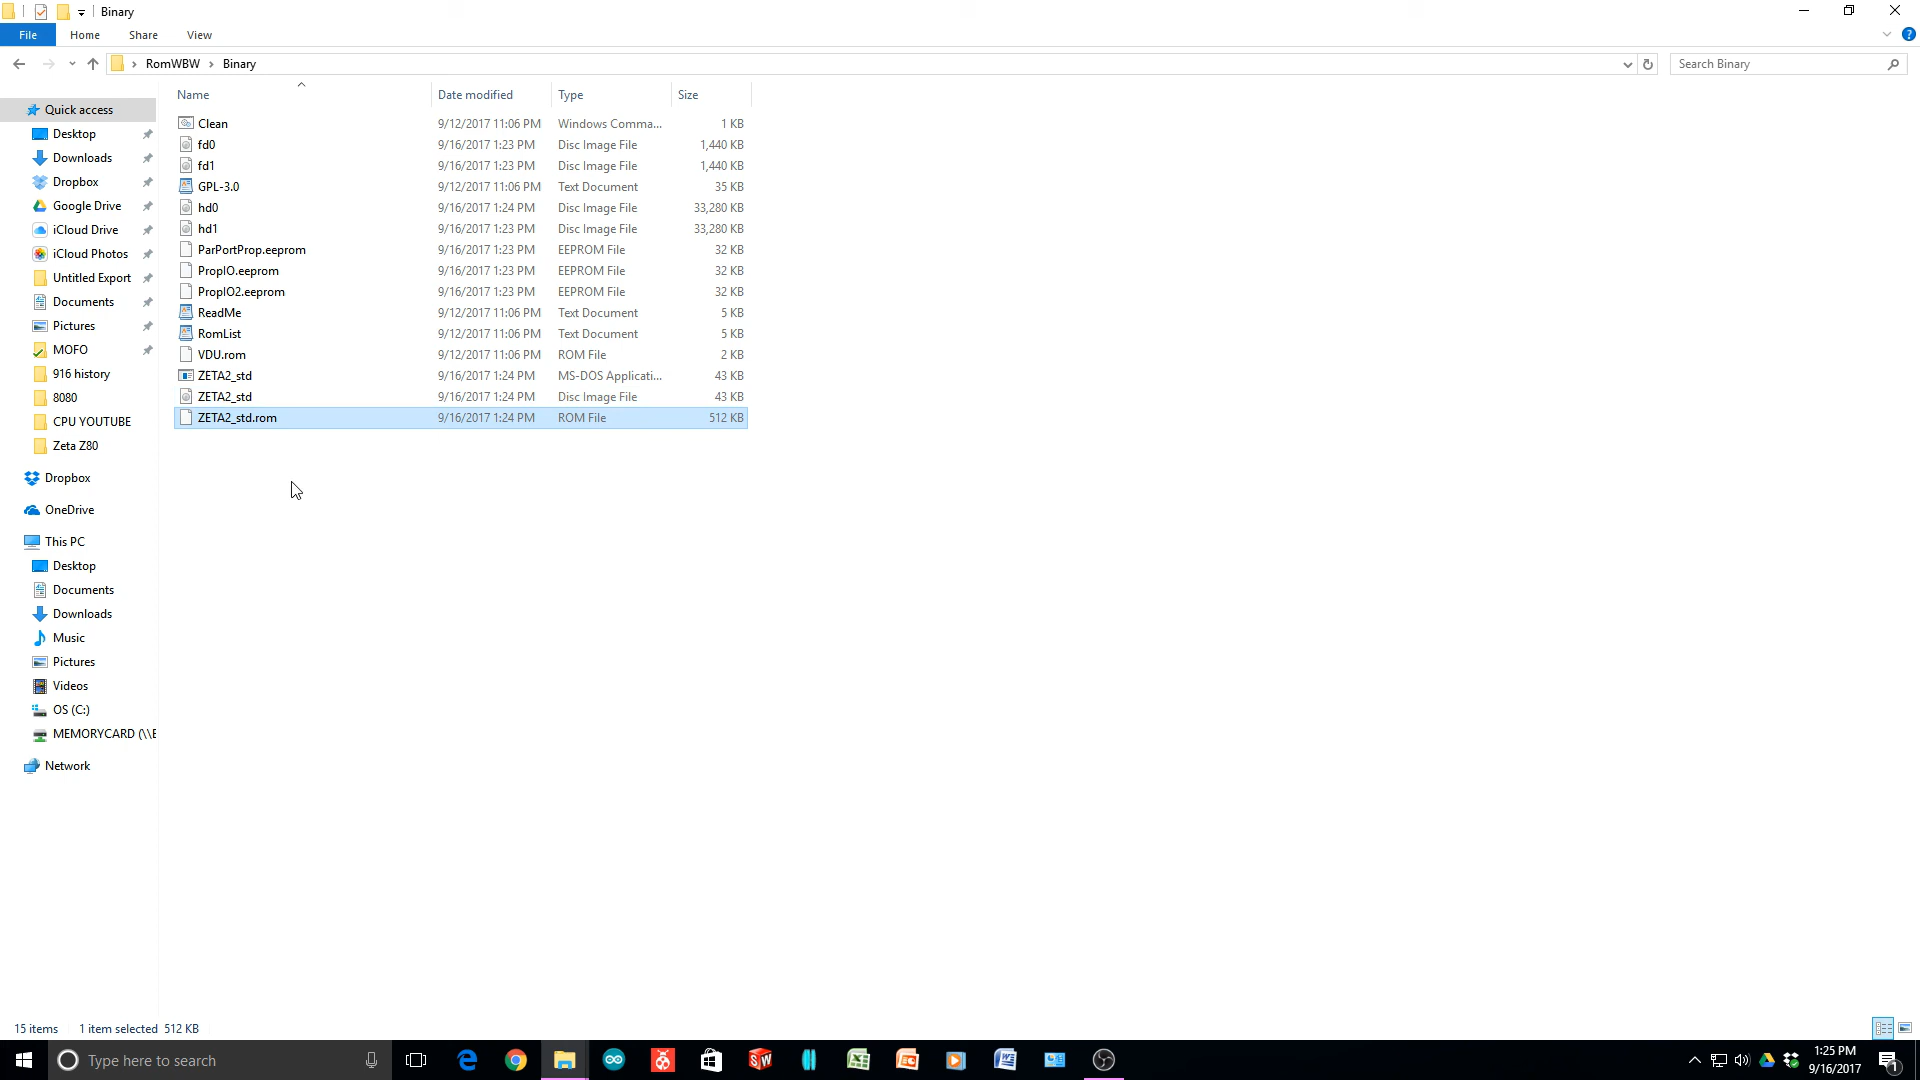 Binary
File Home Share View
RomWBW Binary
Search Binary
Name Date modified Type Size
Quick access
Desktop
Downloads
Dropbox
Google Drive
iCloud Drive
iCloud Photos
Untitled Export
Documents
Pictures
MOFO
916 history
8080
CPU YOUTUBE
Zeta Z80
Dropbox
OneDrive
This PC
Desktop
Documents
Downloads
Music
Pictures
Videos
OS (C:)
MEMORYCARD (\\E
Network
Clean 9/12/2017 11:06 PM Windows Comma... 1 KB
fd0 9/16/2017 1:23 PM Disc Image File 1,440 KB
fd1 9/16/2017 1:23 PM Disc Image File 1,440 KB
GPL-3.0 9/12/2017 11:06 PM Text Document 35 KB
hd0 9/16/2017 1:24 PM Disc Image File 33,280 KB
hd1 9/16/2017 1:24 PM Disc Image File 33,280 KB
ParPortProp.eeprom 9/16/2017 1:23 PM EEPROM File 32 KB
PropIO.eeprom 9/16/2017 1:23 PM EEPROM File 32 KB
PropIO2.eeprom 9/16/2017 1:23 PM EEPROM File 32 KB
ReadMe 9/12/2017 11:06 PM Text Document 5 KB
RomList 9/12/2017 11:06 PM Text Document 5 KB
VDU.rom 9/12/2017 11:06 PM ROM File 2 KB
ZETA2_std 9/16/2017 1:24 PM MS-DOS Applicati... 43 KB
ZETA2_std 9/16/2017 1:24 PM Disc Image File 43 KB
ZETA2_std.rom 9/16/2017 1:24 PM ROM File 512 KB
15 items 1 item selected 512 KB
Type here to search
1:25 PM
9/16/2017